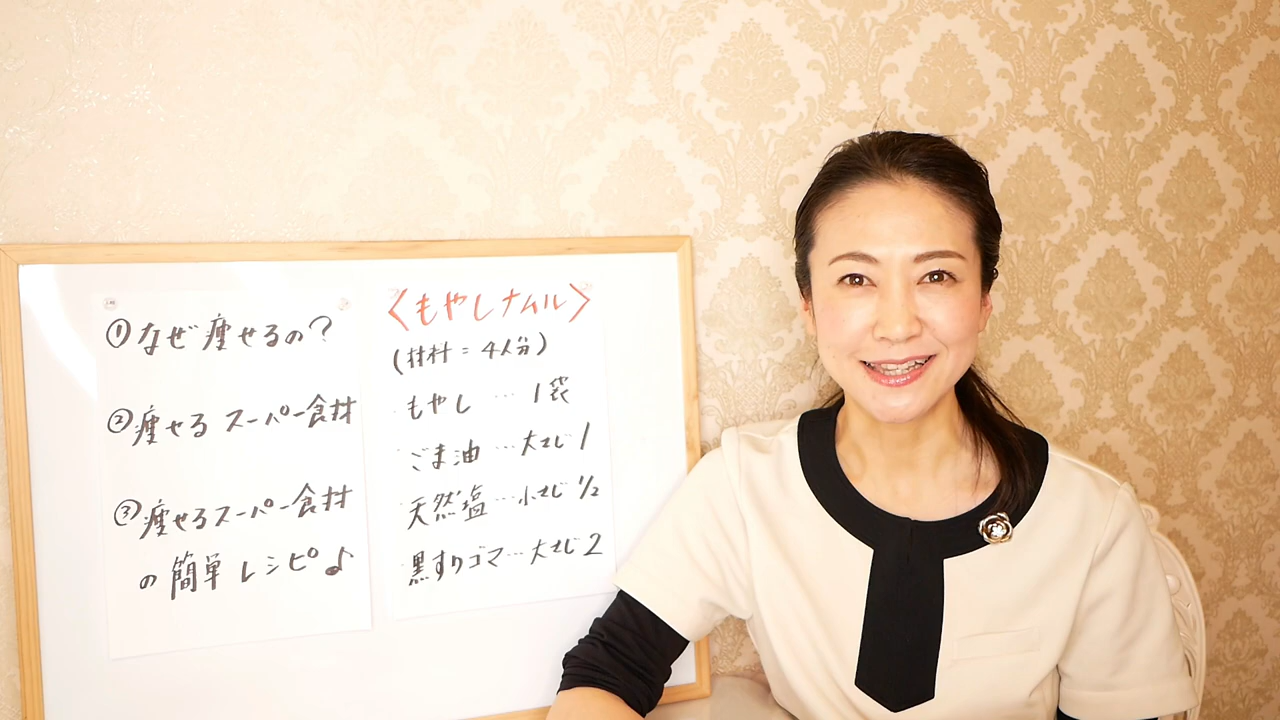 ①なぜ痩せるの？
②痩せるスーパー食材
③痩せるスーパー食材
の簡単レシピ♪
〈もやしナムル〉
(材料=4人分)
もやし…1袋
ごま油…大さじ1
天然塩…小さじ1/2
黒すりゴマ…大さじ2